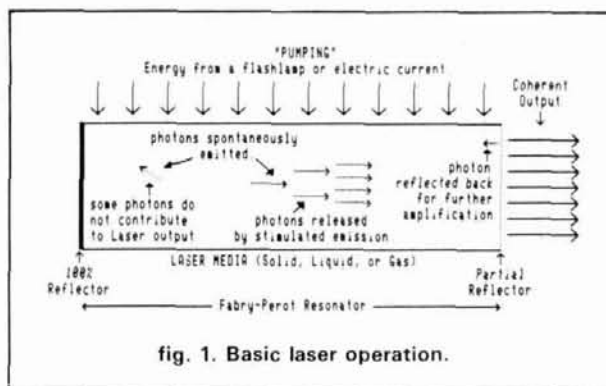 "PUMPING"
Energy from a flashlamp or electric current
Coherent
Output
photons spontaneously
emitted
some photons do
not contribute
to Laser output
photons released
by stimulated emission
photon
reflected back
for further
amplification
LASER MEDIA (Solid, Liquid, or Gas)
100%
Reflector
Partial
Reflector
Fabry-Perot Resonator
fig. 1. Basic laser operation.